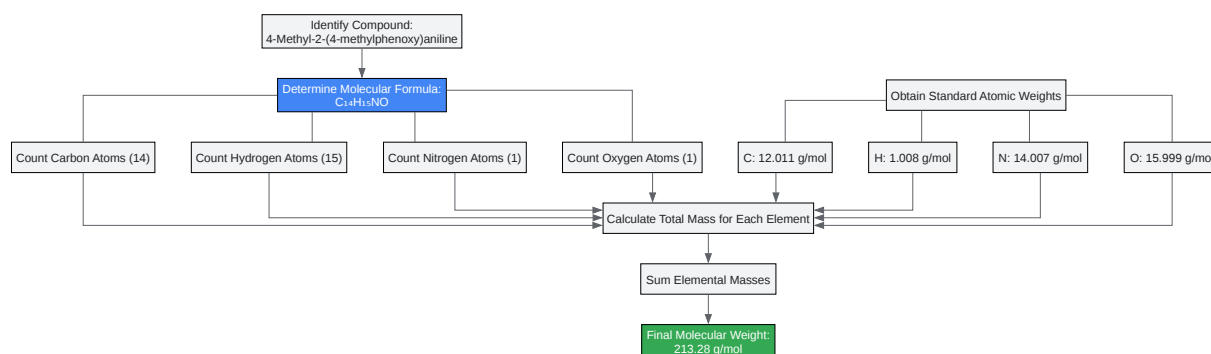 Identify Compound:
4-Methyl-2-(4-methylphenoxy)aniline
Determine Molecular Formula:
C₁₄H₁₅NO
Obtain Standard Atomic Weights
Count Carbon Atoms (14)
Count Hydrogen Atoms (15)
Count Nitrogen Atoms (1)
Count Oxygen Atoms (1)
C: 12.011 g/mol
H: 1.008 g/mol
N: 14.007 g/mol
O: 15.999 g/mol
Calculate Total Mass for Each Element
Sum Elemental Masses
Final Molecular Weight:
213.28 g/mol